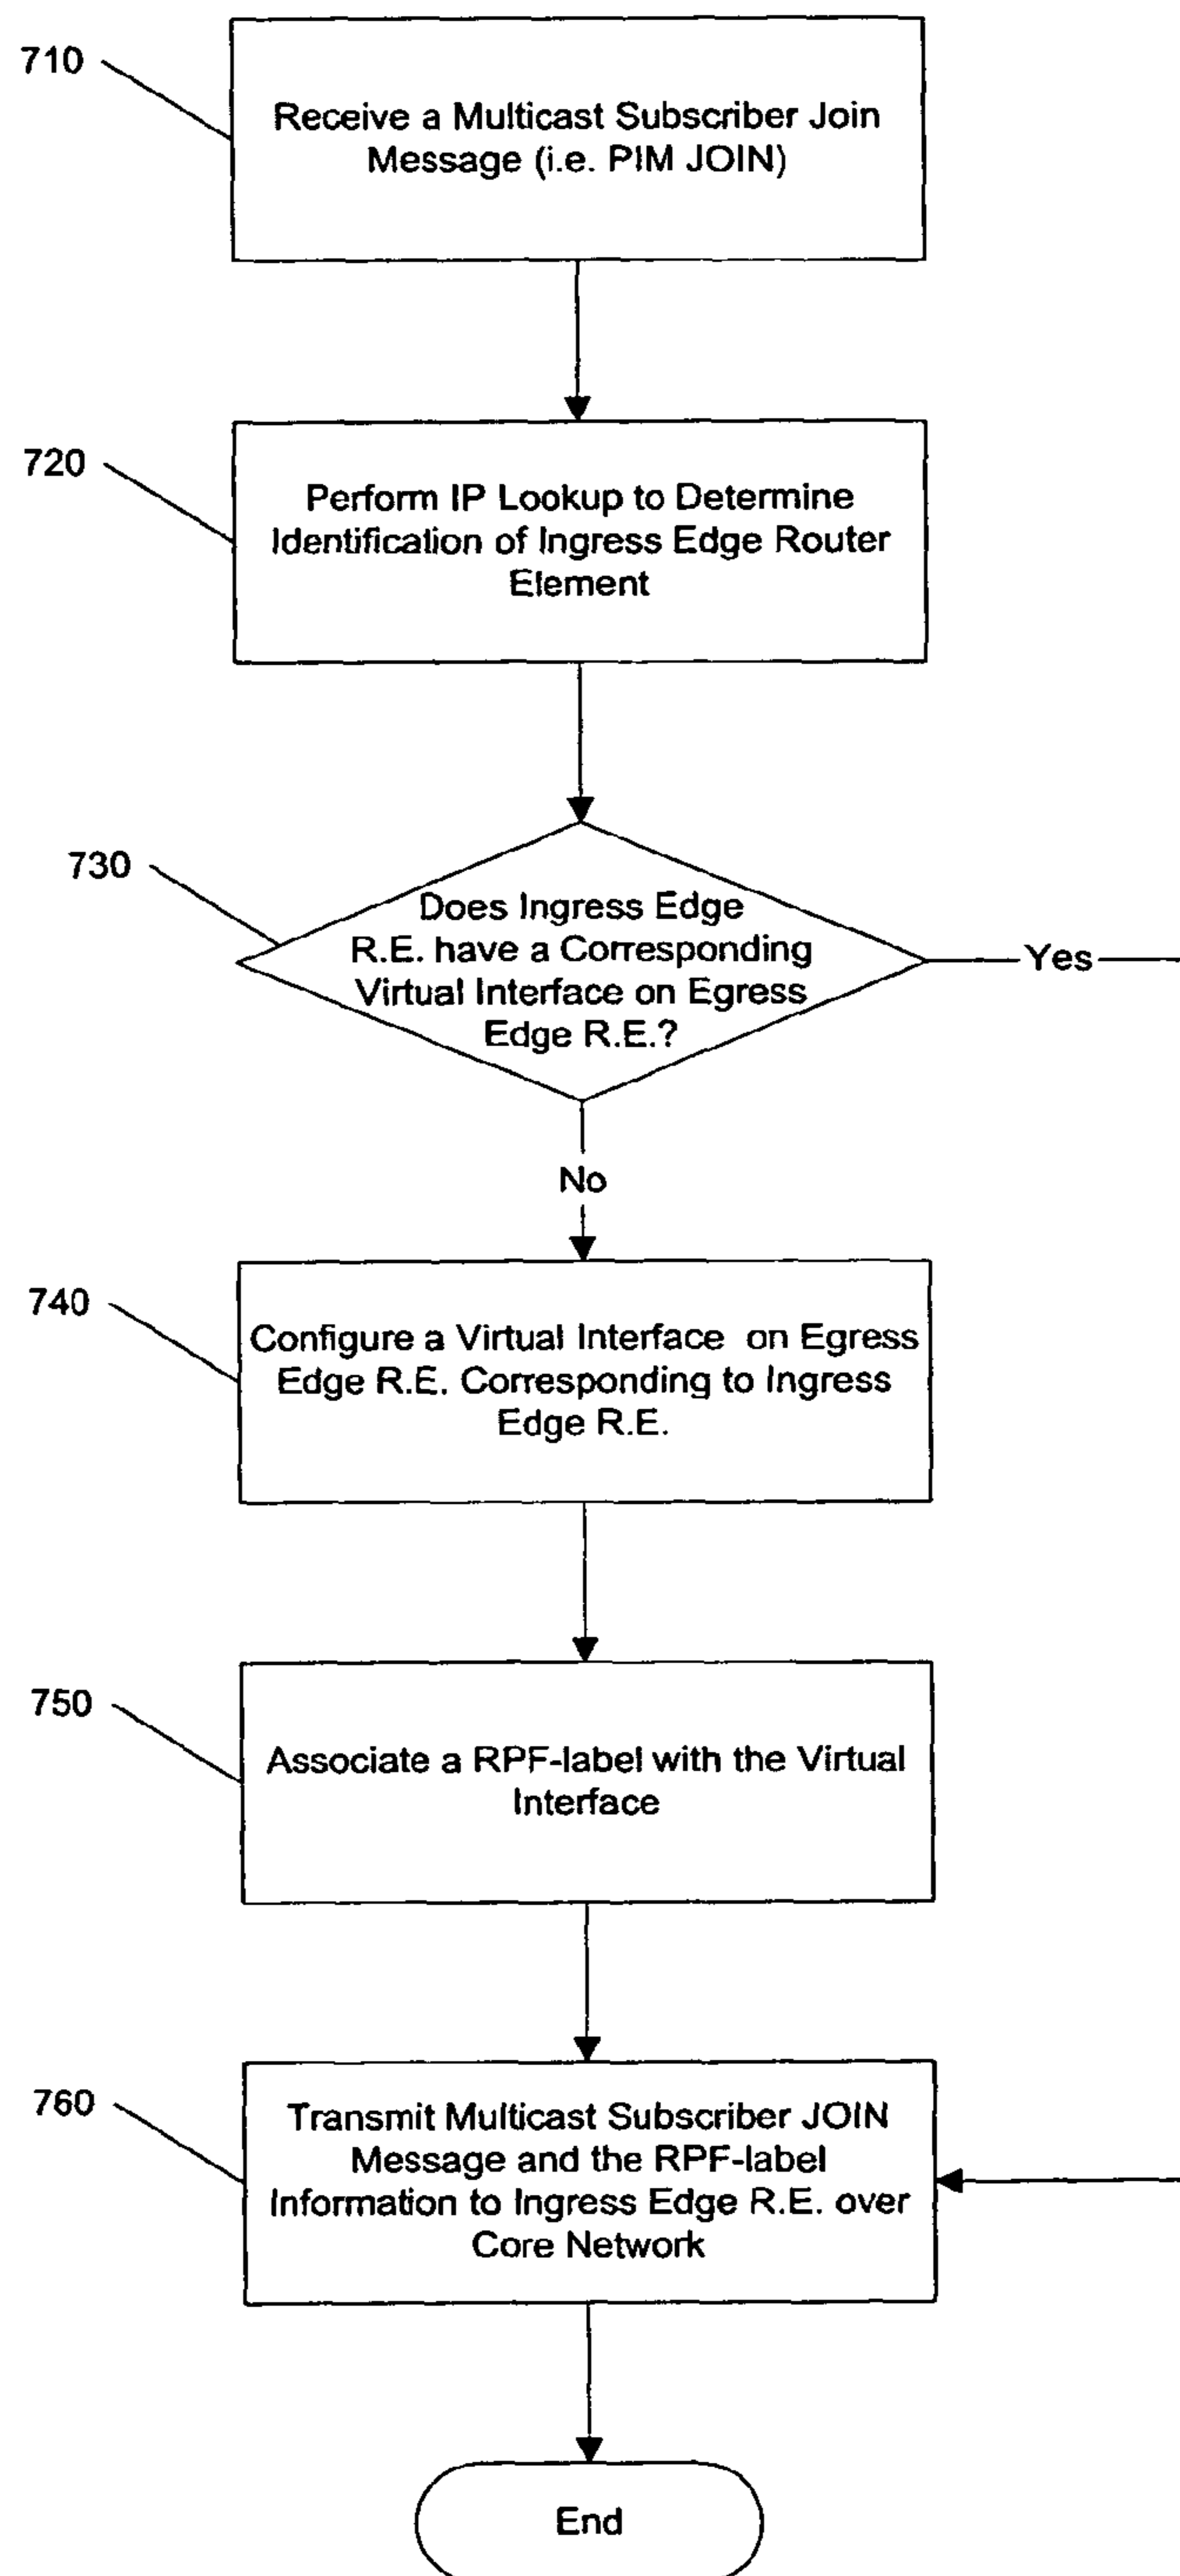 710
Receive a Multicast Subscriber Join
Message (i.e. PIM JOIN)
720
Perform IP Lookup to Determine
Identification of Ingress Edge Router
Element
730
Does Ingress Edge
R.E. have a Corresponding
Virtual Interface on Egress
Edge R.E.?
Yes
No
740
Configure a Virtual Interface on Egress
Edge R.E. Corresponding to Ingress
Edge R.E.
750
Associate a RPF-label with the Virtual
Interface
760
Transmit Multicast Subscriber JOIN
Message and the RPF-label
Information to Ingress Edge R.E. over
Core Network
End